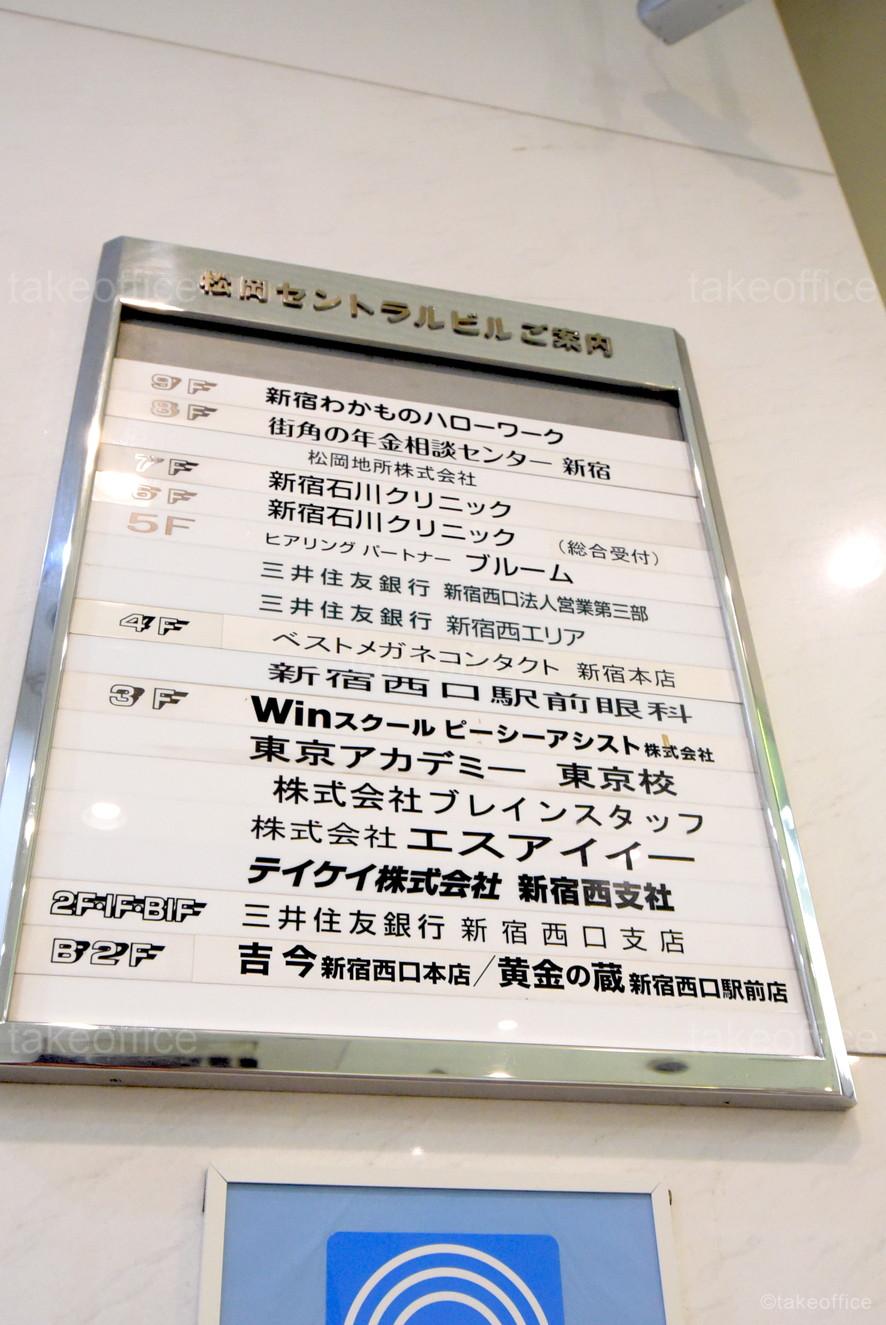 松岡セントラルビルご案内
9F 新宿わかものハローワーク
8F 街角の年金相談センター 新宿
松岡地所株式会社
7F 新宿石川クリニック
6F 新宿石川クリニック (総合受付)
5F ヒアリング パートナー ブルーム
三井住友銀行 新宿西口法人営業第三部
三井住友銀行 新宿西エリア
4F ベストメガネコンタクト 新宿本店
新宿西口駅前眼科
3F Winスクール ピーシーアシスト株式会社
東京アカデミー 東京校
株式会社ブレインスタッフ
株式会社エスアイイー
テイケイ株式会社 新宿西支社
2F・1F・B1F 三井住友銀行 新宿西口支店
B2F 吉今新宿西口本店/黄金の蔵新宿西口駅前店
takeoffice takeoffice
takeoffice takeoffice
©takeoffice